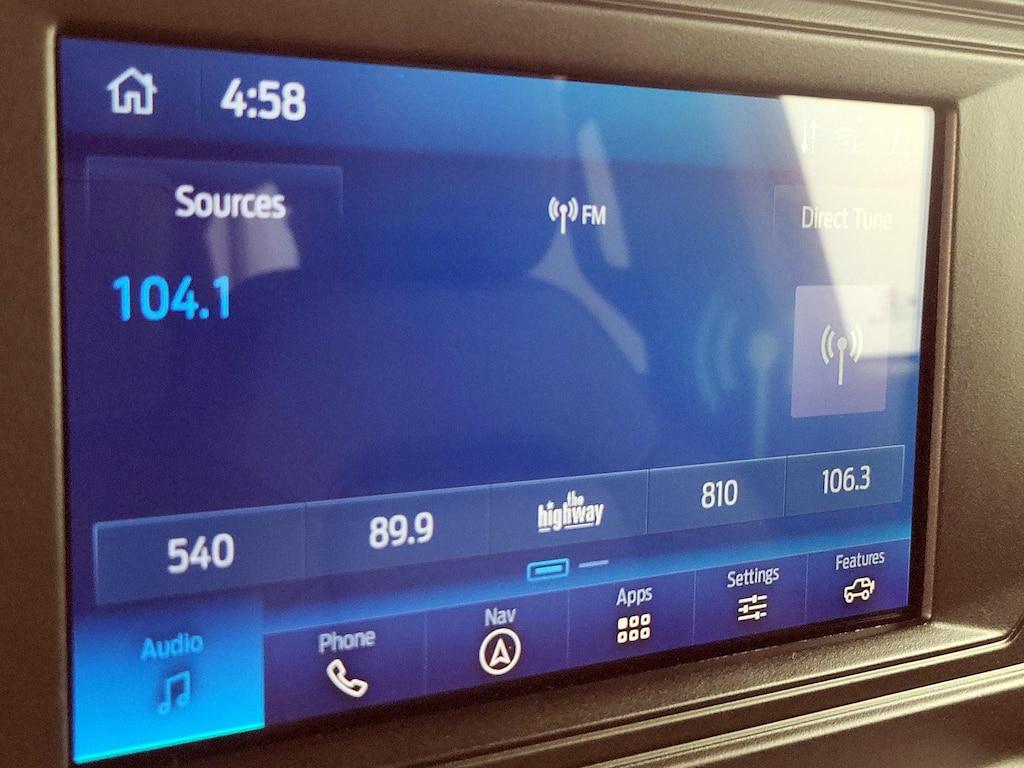 4:58
72
Sources
FM
Direct Tune
104.1
540
89.9
the
highway
810
106.3
Audio
Phone
Nav
Apps
Settings
Features